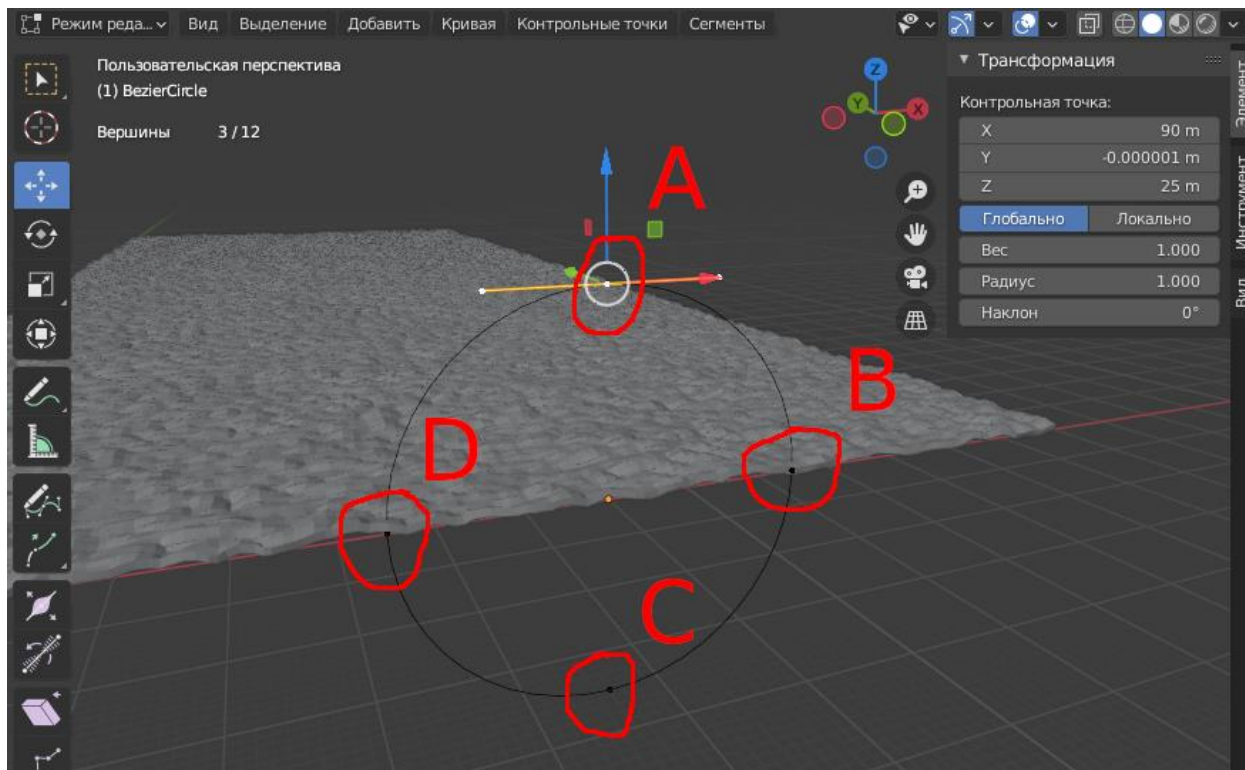 Режим реда...
Вид
Выделение
Добавить
Кривая
Контрольные точки
Сегменты
Пользовательская перспектива
(1) BezierCircle
Вершины 3 / 12
Z
Y
X
Трансформация
Контрольная точка:
X 90 m
Y -0.000001 m
Z 25 m
Глобально Локально
Вес 1.000
Радиус 1.000
Наклон 0°
Элемент
Инструмент
Вид
A
B
D
C